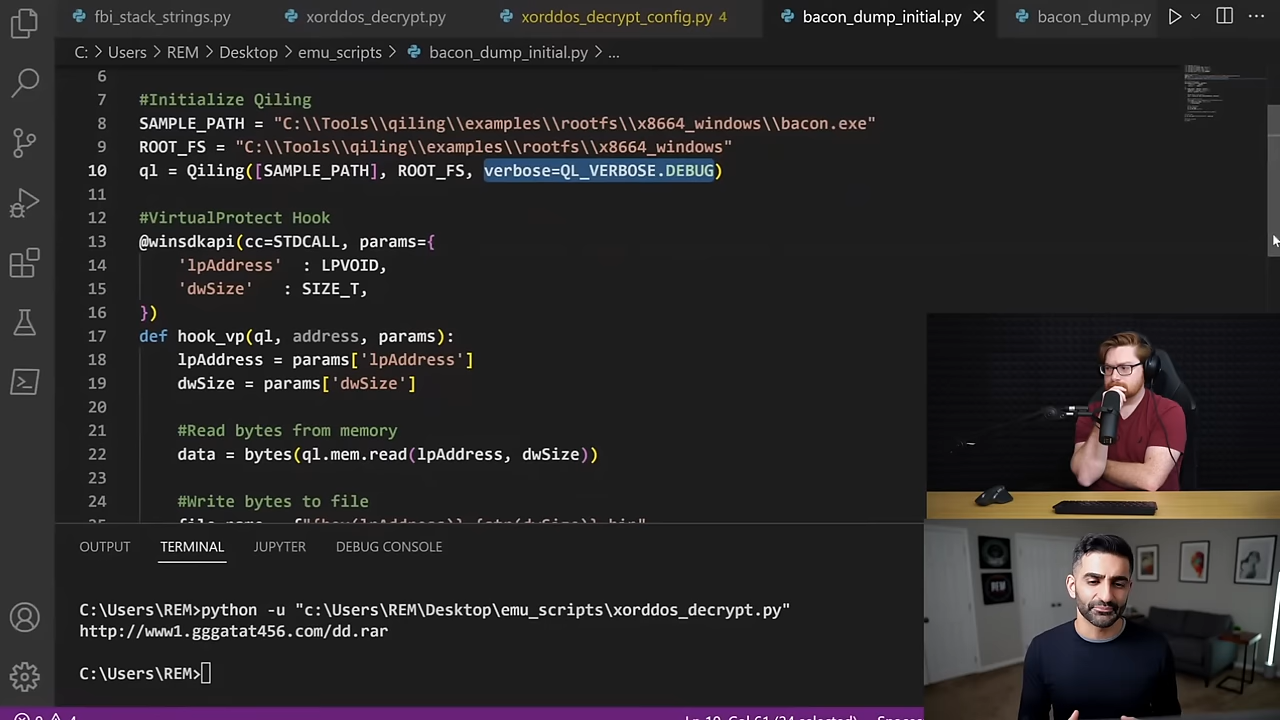 fbi_stack_strings.py xorddos_decrypt.py xorddos_decrypt_config.py 4 bacon_dump_initial.py bacon_dump.py
C: > Users > REM > Desktop > emu_scripts > bacon_dump_initial.py > ...
6
7 #Initialize Qiling
8 SAMPLE_PATH = "C:\\Tools\\qiling\\examples\\rootfs\\x8664_windows\\bacon.exe"
9 ROOT_FS = "C:\\Tools\\qiling\\examples\\rootfs\\x8664_windows"
10 ql = Qiling([SAMPLE_PATH], ROOT_FS, verbose=QL_VERBOSE.DEBUG)
11
12 #VirtualProtect Hook
13 @winsdkapi(cc=STDCALL, params={
14 'lpAddress' : LPVOID,
15 'dwSize' : SIZE_T,
16 })
17 def hook_vp(ql, address, params):
18 lpAddress = params['lpAddress']
19 dwSize = params['dwSize']
20
21 #Read bytes from memory
22 data = bytes(ql.mem.read(lpAddress, dwSize))
23
24 #Write bytes to file
OUTPUT TERMINAL JUPYTER DEBUG CONSOLE
C:\Users\REM>python -u "c:\Users\REM\Desktop\emu_scripts\xorddos_decrypt.py"
http://www1.gggatat456.com/dd.rar
C:\Users\REM>